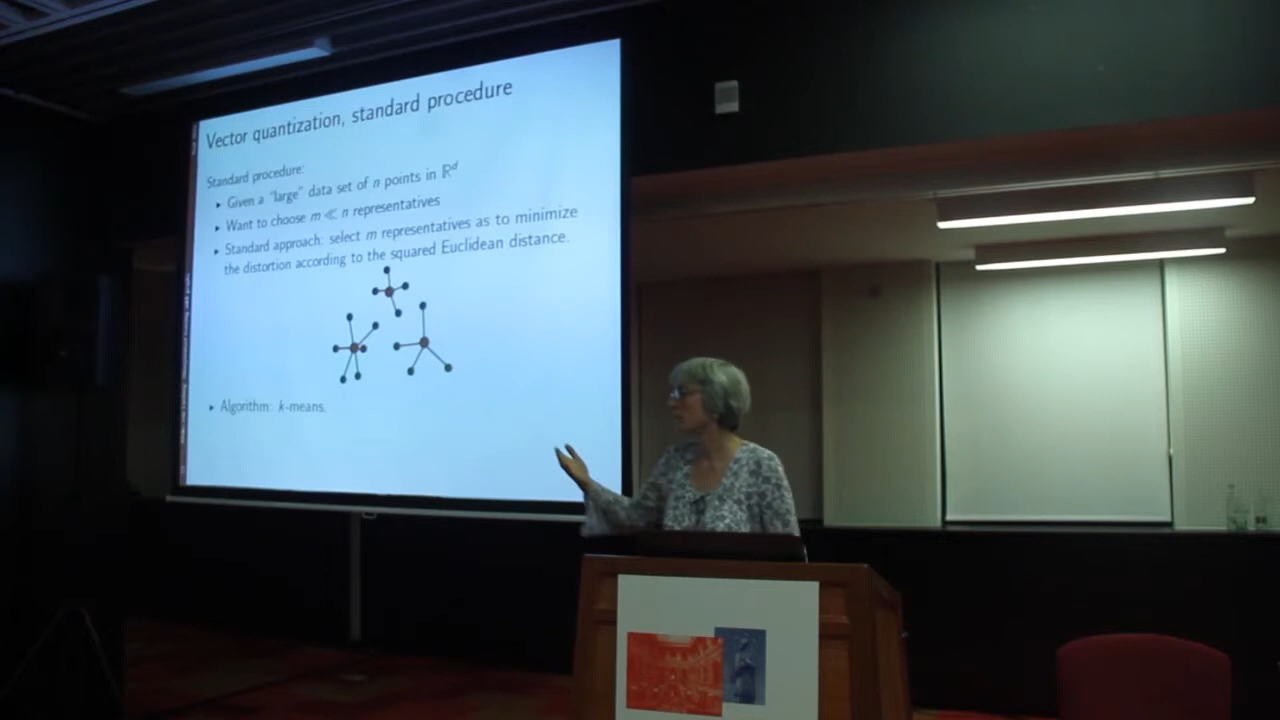 Vector quantization, standard procedure
Standard procedure:
▸ Given a "large" data set of n points in ℝᵈ
▸ Want to choose m ≪ n representatives
▸ Standard approach: select m representatives as to minimize
the distortion according to the squared Euclidean distance.
▸ Algorithm: k-means.